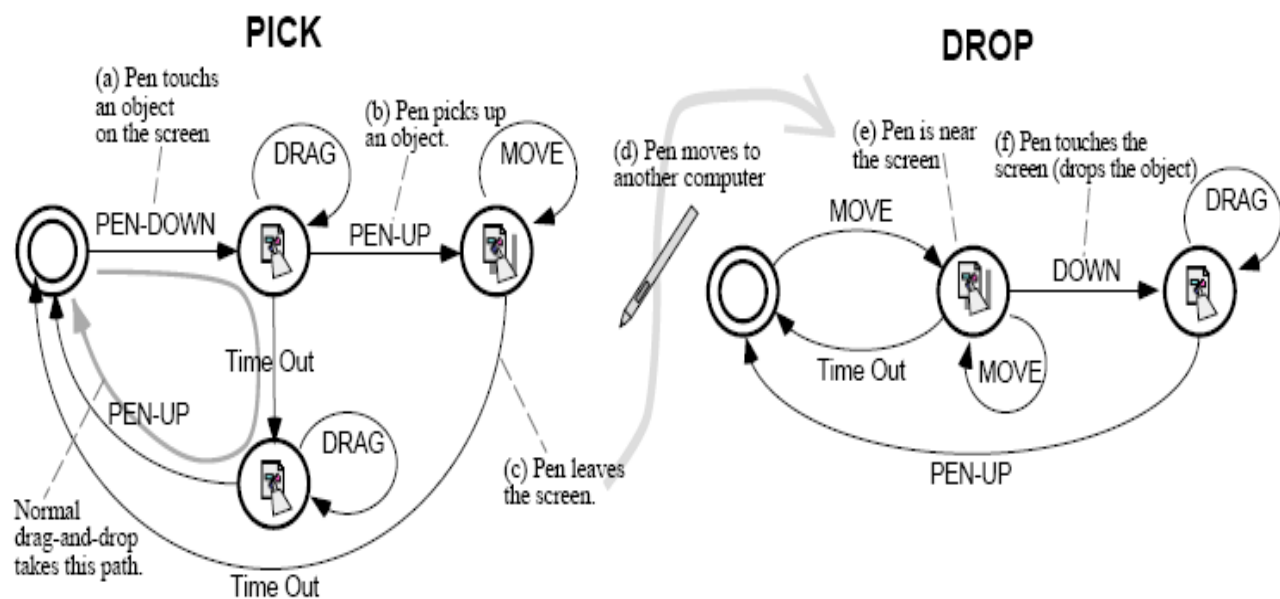 PICK
DROP
(a) Pen touchs
an object
on the screen
(b) Pen picks up
an object.
DRAG
MOVE
PEN-DOWN
PEN-UP
Time Out
PEN-UP
DRAG
Normal
drag-and-drop
takes this path.
Time Out
(c) Pen leaves
the screen.
(d) Pen moves to
another computer
(e) Pen is near
the screen
(f) Pen touches the
screen (drops the object)
MOVE
DRAG
DOWN
Time Out
MOVE
PEN-UP